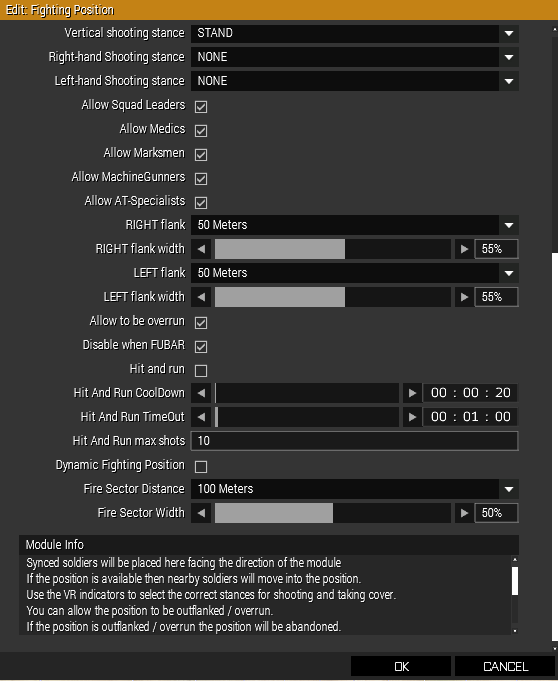 Edit: Fighting Position
Vertical shooting stance STAND
Right-hand Shooting stance NONE
Left-hand Shooting stance NONE
Allow Squad Leaders
Allow Medics
Allow Marksmen
Allow MachineGunners
Allow AT-Specialists
RIGHT flank 50 Meters
RIGHT flank width 55%
LEFT flank 50 Meters
LEFT flank width 55%
Allow to be overrun
Disable when FUBAR
Hit and run
Hit And Run CoolDown 00 : 00 : 20
Hit And Run TimeOut 00 : 01 : 00
Hit And Run max shots 10
Dynamic Fighting Position
Fire Sector Distance 100 Meters
Fire Sector Width 50%
Module Info
Synced soldiers will be placed here facing the direction of the module
If the position is available then nearby soldiers will move into the position.
Use the VR indicators to select the correct stances for shooting and taking cover.
You can allow the position to be outflanked / overrun.
If the position is outflanked / overrun the position will be abandoned.
OK CANCEL